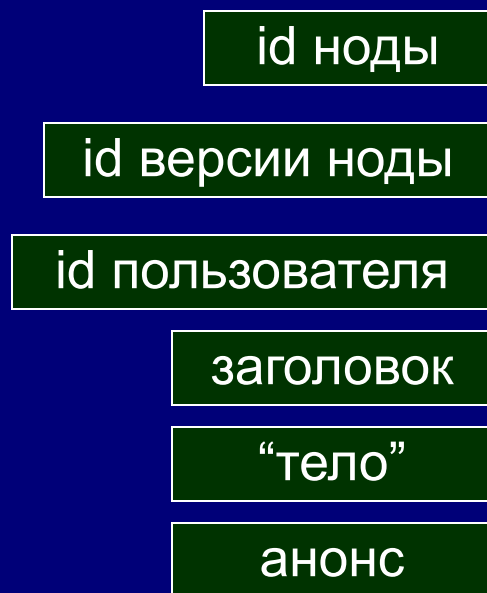 id ноды
id версии ноды
id пользователя
заголовок
“тело”
анонс